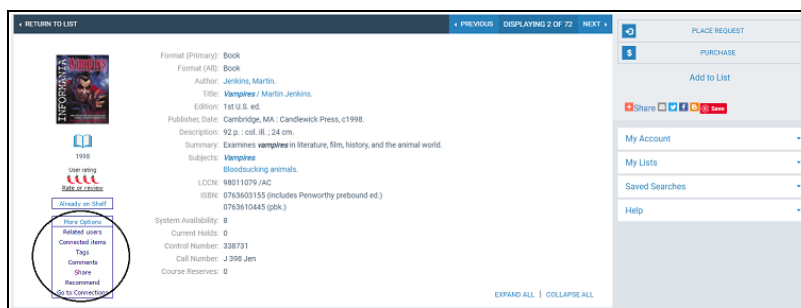 RETURN TO LIST
PREVIOUS DISPLAYING 2 OF 72 NEXT
INFORMANIA
Vampires
1998
User rating
Rate or review
Already on Shelf
More Options
Related users
Connected items
Tags
Comments
Share
Recommend
Go to Connections
Format (Primary): Book
Format (All): Book
Author: Jenkins, Martin.
Title: Vampires / Martin Jenkins.
Edition: 1st U.S. ed.
Publisher, Date: Cambridge, MA : Candlewick Press, c1998.
Description: 92 p. : col. ill. ; 24 cm.
Summary: Examines vampires in literature, film, history, and the animal world.
Subjects: Vampires.
Bloodsucking animals.
LCCN: 98011079 /AC
ISBN: 0763603155 (includes Penworthy prebound ed.)
0763610445 (pbk.)
System Availability: 8
Current Holds: 0
Control Number: 338731
Call Number: J 398 Jen
Course Reserves: 0
EXPAND ALL | COLLAPSE ALL
PLACE REQUEST
$ PURCHASE
Add to List
Share Save
My Account
My Lists
Saved Searches
Help